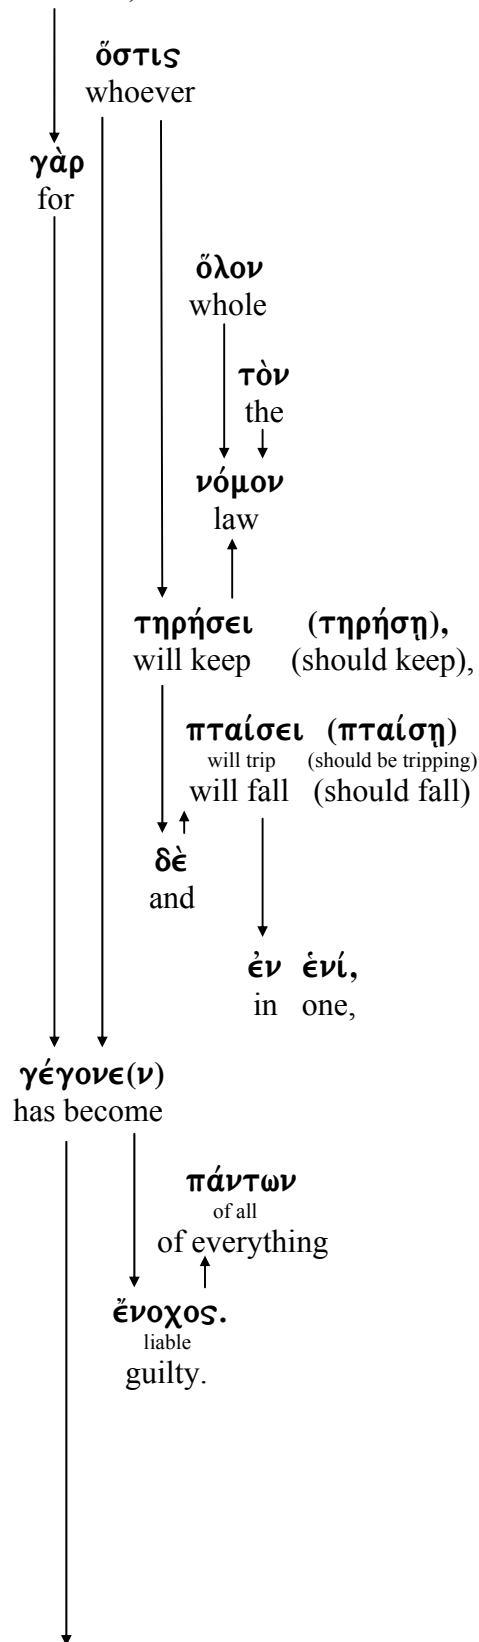 ὅστις
whoever
γὰρ
for
ὅλον
whole
τὸν
the
νόμον
law
τηρήσει (τηρήσῃ),
will keep (should keep),
πταίσει (πταίσῃ)
will trip (should be tripping)
will fall (should fall)
δὲ
and
ἐν ἑνί,
in one,
γέγονε(ν)
has become
πάντων
of all
of everything
ἔνοχος.
liable
guilty.